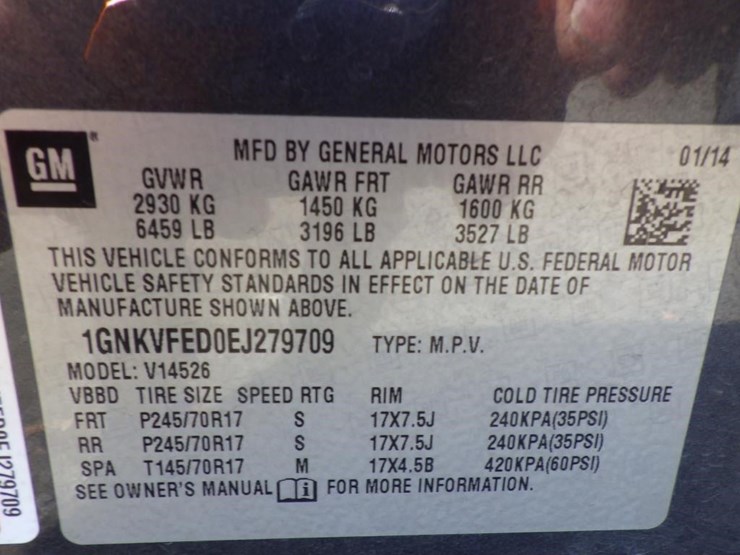 GM
MFD BY GENERAL MOTORS LLC 01/14
GVWR GAWR FRT GAWR RR
2930 KG 1450 KG 1600 KG
6459 LB 3196 LB 3527 LB
THIS VEHICLE CONFORMS TO ALL APPLICABLE U.S. FEDERAL MOTOR
VEHICLE SAFETY STANDARDS IN EFFECT ON THE DATE OF
MANUFACTURE SHOWN ABOVE.
1GNKVFED0EJ279709 TYPE: M.P.V.
MODEL: V14526
VBBD TIRE SIZE SPEED RTG RIM COLD TIRE PRESSURE
FRT P245/70R17 S 17X7.5J 240KPA(35PSI)
RR P245/70R17 S 17X7.5J 240KPA(35PSI)
SPA T145/70R17 M 17X4.5B 420KPA(60PSI)
SEE OWNER'S MANUAL i FOR MORE INFORMATION.
J279709